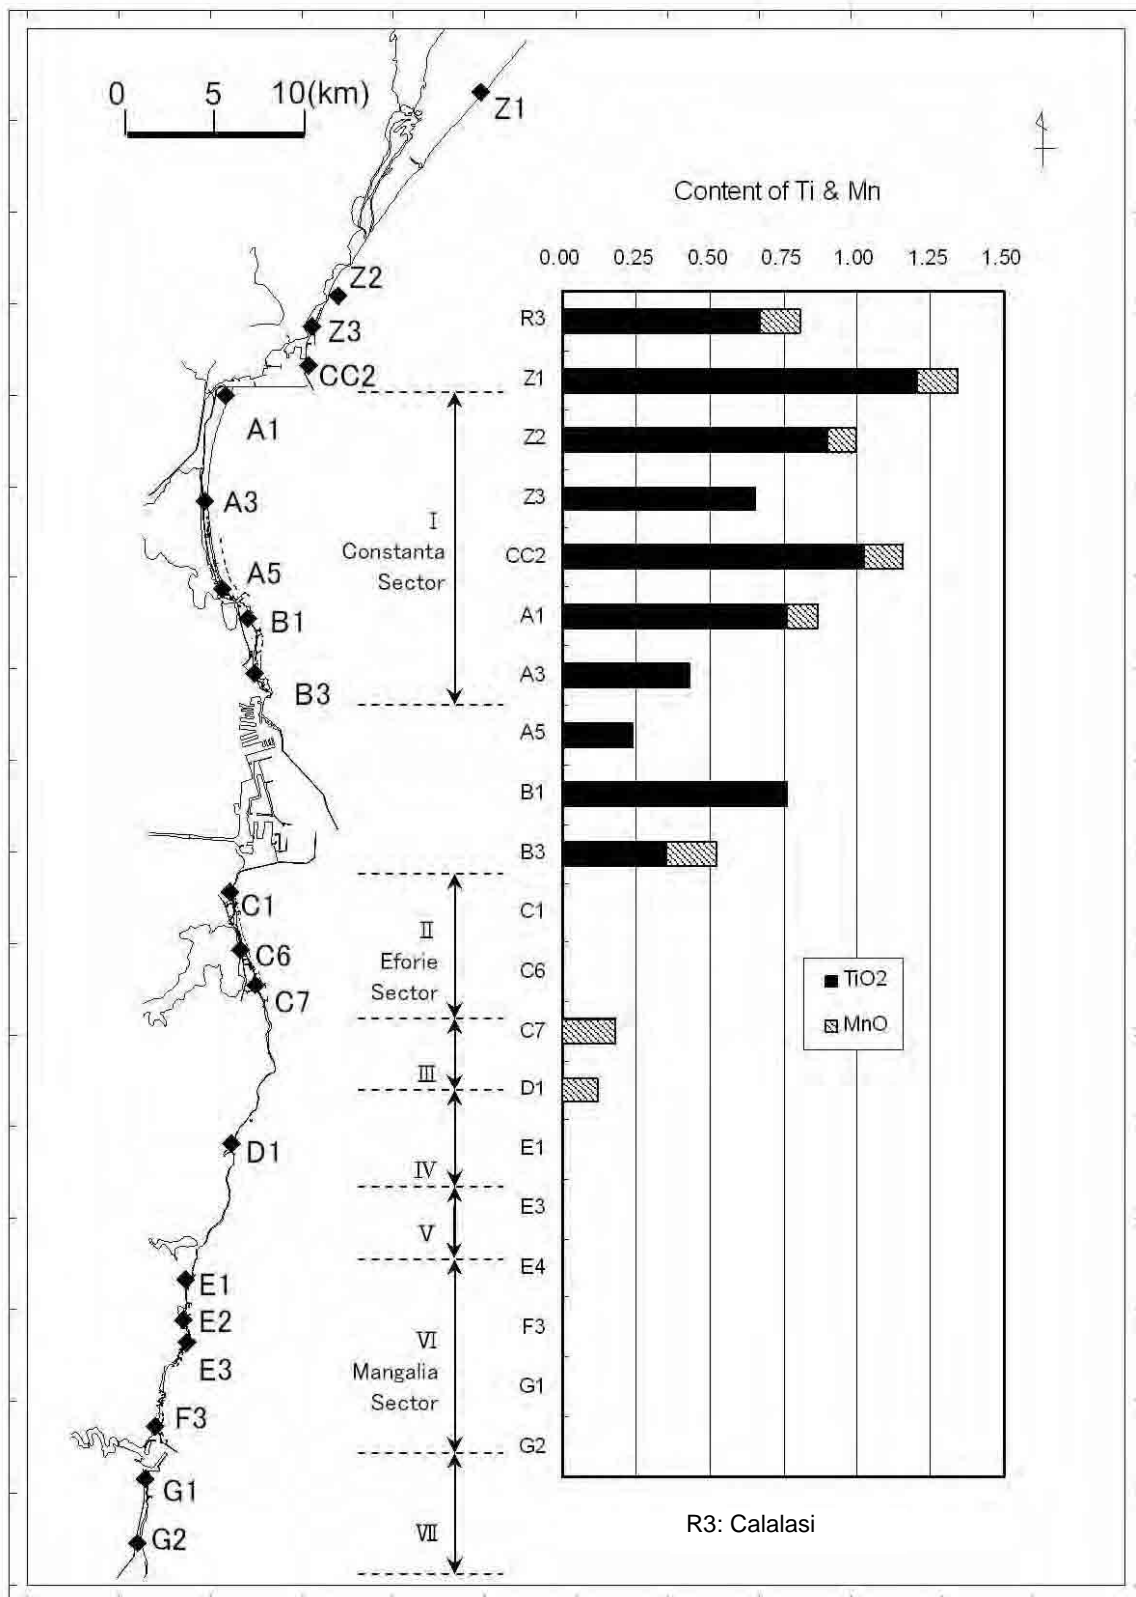 0 5 10(km)
Z1
Z2
Z3
CC2
A1
A3
A5
B1
B3
C1
C6
C7
D1
E1
E2
E3
F3
G1
G2
I
Constanta
Sector
II
Eforie
Sector
III
IV
V
VI
Mangalia
Sector
VII
Content of Ti & Mn
0.00 0.25 0.50 0.75 1.00 1.25 1.50
R3
Z1
Z2
Z3
CC2
A1
A3
A5
B1
B3
C1
C6
C7
D1
E1
E3
E4
F3
G1
G2
TiO2
MnO
R3: Calalasi